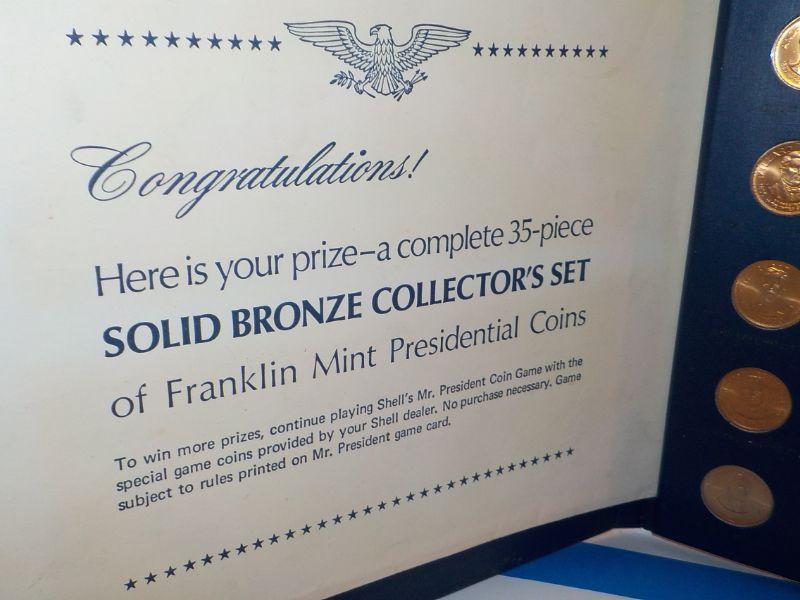 Congratulations!
Here is your prize–a complete 35-piece
SOLID BRONZE COLLECTOR'S SET
of Franklin Mint Presidential Coins
To win more prizes, continue playing Shell's Mr. President Coin Game with the
special game coins provided by your Shell dealer. No purchase necessary. Game
subject to rules printed on Mr. President game card.